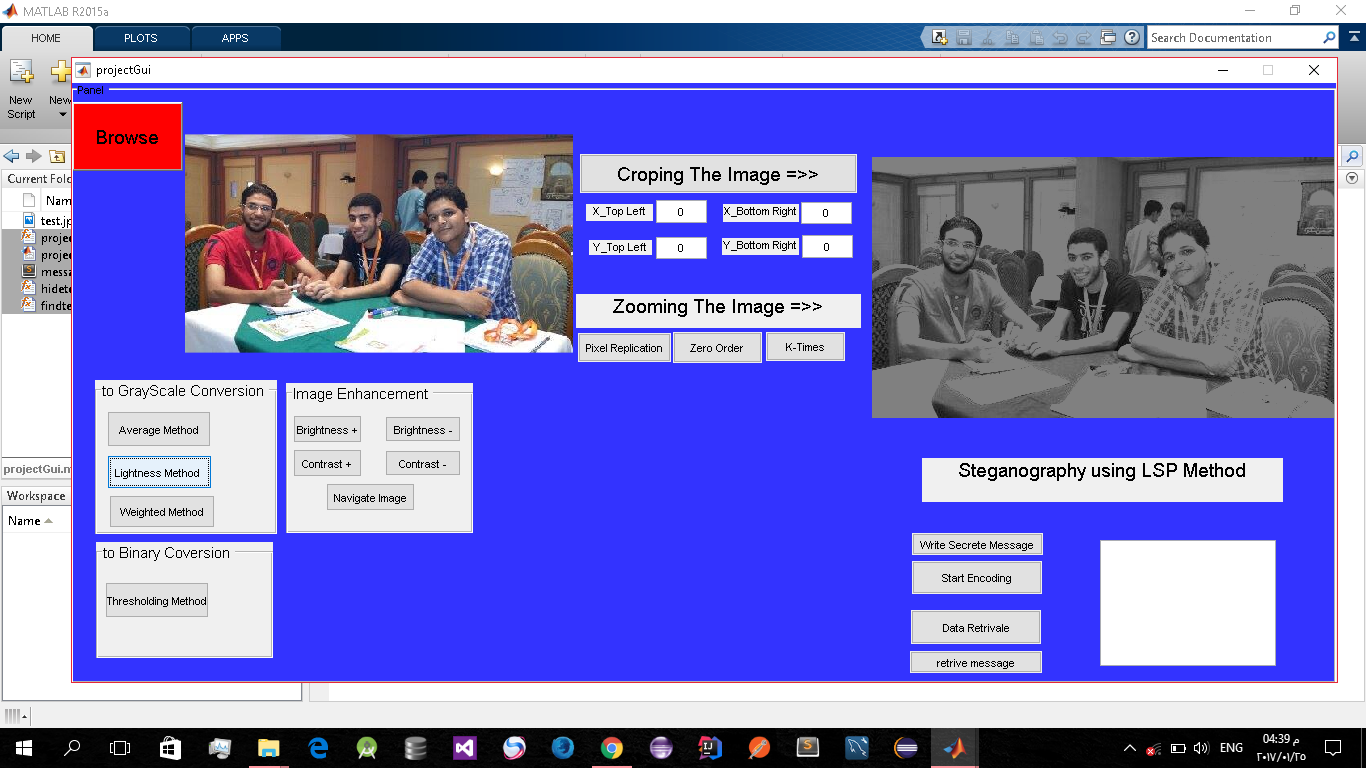 MATLAB R2015a
HOME
PLOTS
APPS
Search Documentation
New
Script
New
projectGui
Panel
Browse
Current Fold
Nam
test.jp
projec
projec
messa
hidete
findte
projectGui.m
Workspace
Name
Croping The Image =>>
X_Top Left
0
X_Bottom Right
0
Y_Top Left
0
Y_Bottom Right
0
Zooming The Image =>>
Pixel Replication
Zero Order
K-Times
to GrayScale Conversion
Average Method
Lightness Method
Weighted Method
Image Enhancement
Brightness +
Brightness -
Contrast +
Contrast -
Navigate Image
to Binary Coversion
Thresholding Method
Steganography using LSP Method
Write Secrete Message
Start Encoding
Data Retrivale
retrive message
ENG
04:39 م
٢٠١٧/٠١/٢٥